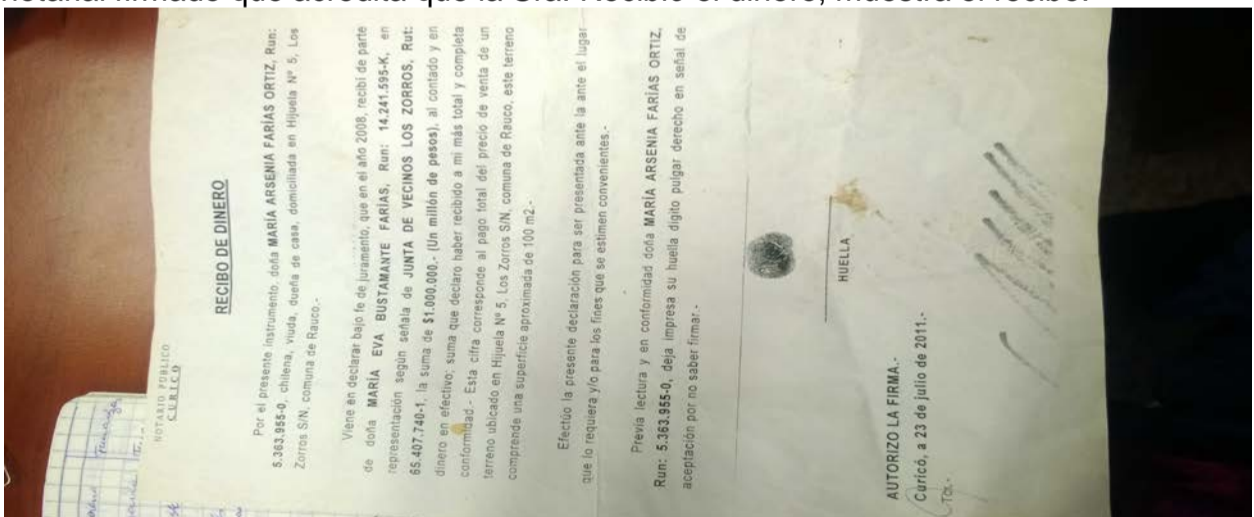 notarial firmado que acredita que la Sra. Recibió el dinero, muestra el recibo.
NOTARIO PUBLICO
CURICO
RECIBO DE DINERO
Por el presente instrumento, doña MARÍA ARSENIA FARÍAS ORTIZ, Run:
5.363.955-0, chilena, viuda, dueña de casa, domiciliada en Hijuela Nº 5, Los
Zorros S/N, comuna de Rauco.-
Viene en declarar bajo fe de juramento, que en el año 2008, recibí de parte
de doña MARÍA EVA BUSTAMANTE FARÍAS, Run: 14.241.595-K, en
representación según señala de JUNTA DE VECINOS LOS ZORROS, Rut:
65.407.740-1, la suma de $1.000.000.- (Un millón de pesos), al contado y en
dinero en efectivo; suma que declaro haber recibido a mi más total y completa
conformidad.- Esta cifra corresponde al pago total del precio de venta de un
terreno ubicado en Hijuela Nº 5, Los Zorros S/N, comuna de Rauco, este terreno
comprende una superficie aproximada de 100 m2.-
Efectúo la presente declaración para ser presentada ante la ante el lugar
que lo requiera y/o para los fines que se estimen convenientes.-
Previa lectura y en conformidad doña MARÍA ARSENIA FARÍAS ORTIZ,
Run: 5.363.955-0, deja impresa su huella digito pulgar derecho en señal de
aceptación por no saber firmar.-
HUELLA
AUTORIZO LA FIRMA.-
Curicó, a 23 de julio de 2011.-